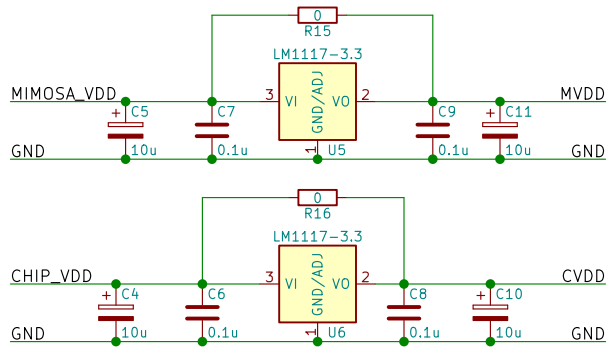 0
R15
LM1117-3.3
MIMOSA_VDD + C5 C7 3 VI GND/ADJ VO 2 C9 + C11 MVDD
GND 10u 0.1u 1 U5 0.1u 10u GND
0
R16
LM1117-3.3
CHIP_VDD + C4 C6 3 VI GND/ADJ VO 2 C8 + C10 CVDD
GND 10u 0.1u 1 U6 0.1u 10u GND